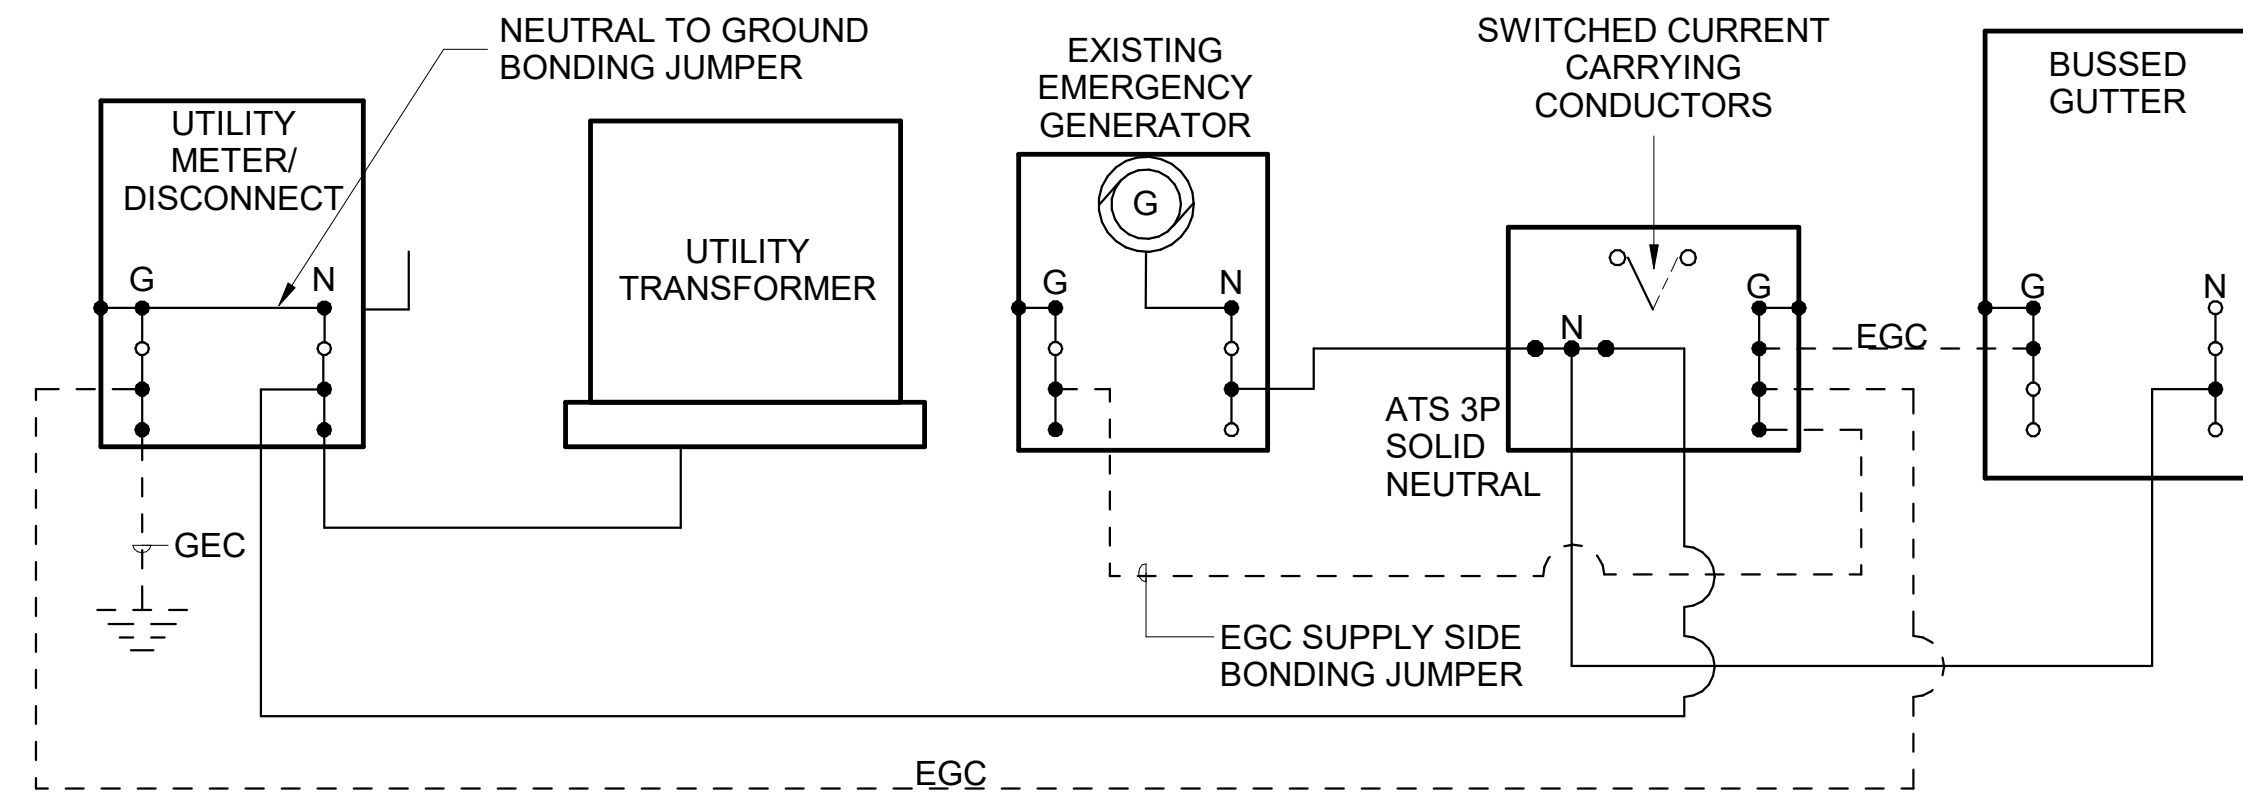 NEUTRAL TO GROUND
BONDING JUMPER
UTILITY
METER/
DISCONNECT
G
N
GEC
UTILITY
TRANSFORMER
EXISTING
EMERGENCY
GENERATOR
G
G
N
SWITCHED CURRENT
CARRYING
CONDUCTORS
N
G
ATS 3P
SOLID
NEUTRAL
EGC
BUSSED
GUTTER
G
N
EGC SUPPLY SIDE
BONDING JUMPER
EGC